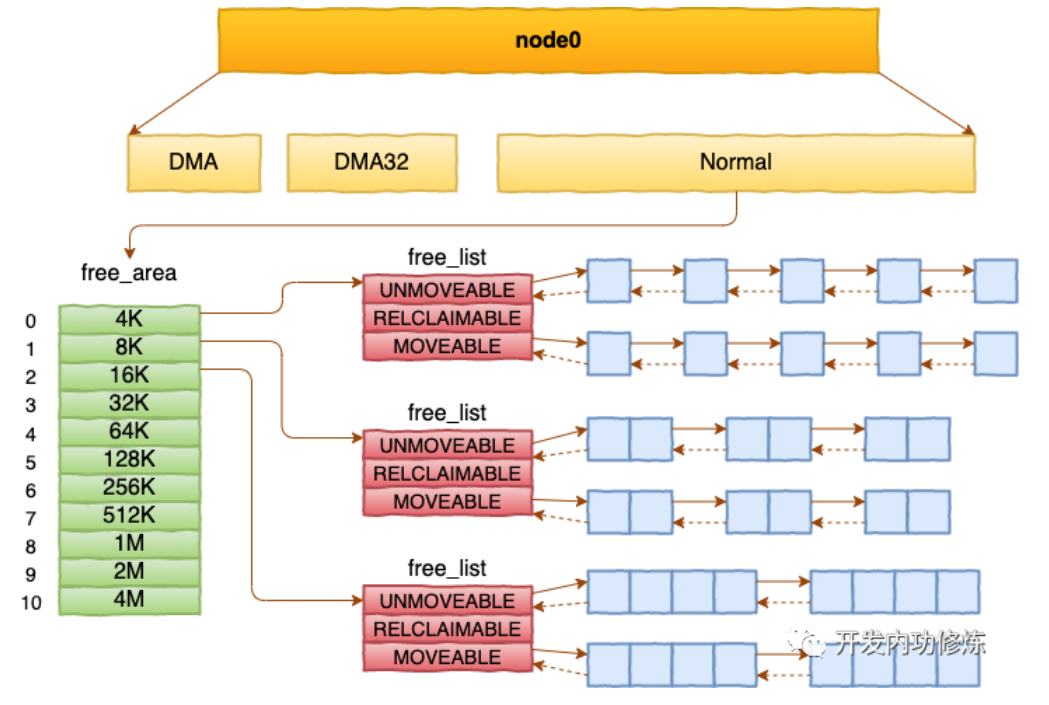 node0
DMA
DMA32
Normal
free_area
0 4K
1 8K
2 16K
3 32K
4 64K
5 128K
6 256K
7 512K
8 1M
9 2M
10 4M
free_list
UNMOVEABLE
RELCLAIMABLE
MOVEABLE
free_list
UNMOVEABLE
RELCLAIMABLE
MOVEABLE
free_list
UNMOVEABLE
RELCLAIMABLE
MOVEABLE
开发内功修炼